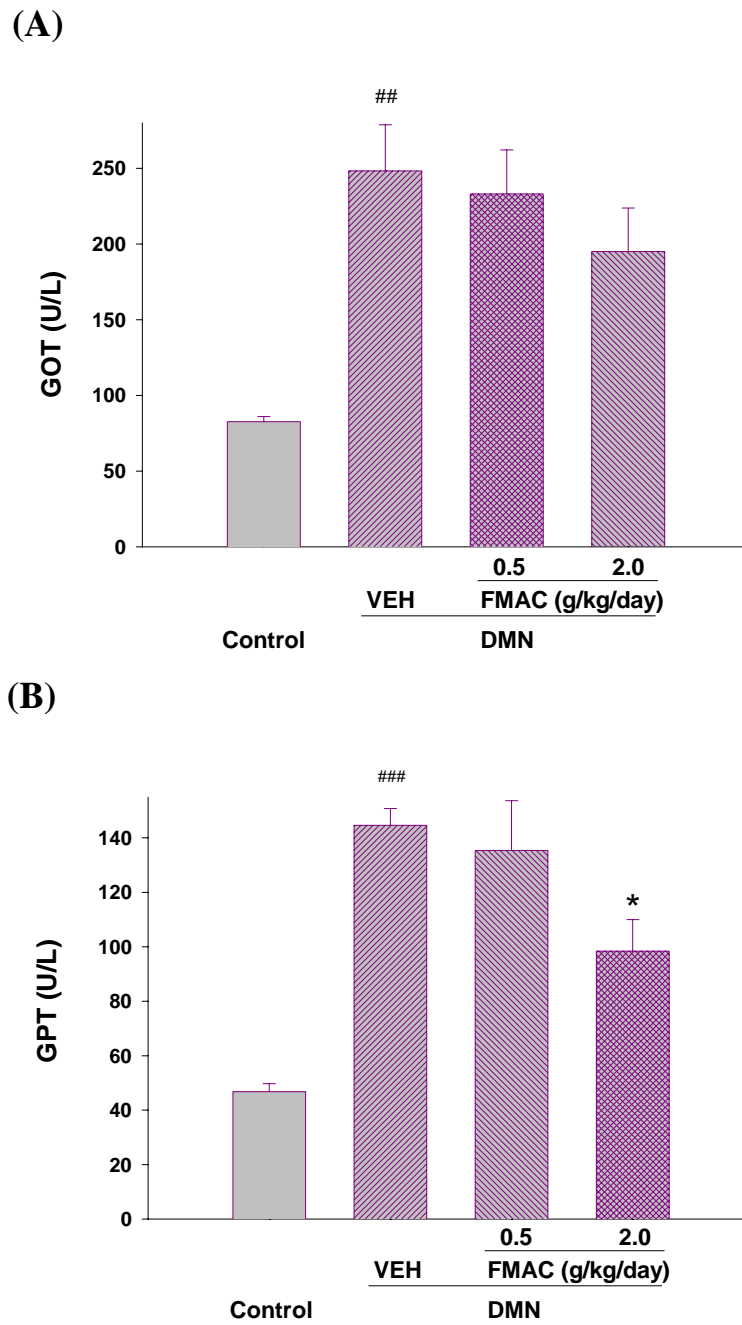 (A)
##
250
200
150
100
50
0
GOT (U/L)
0.5 2.0
VEH FMAC (g/kg/day)
Control DMN
(B)
###
*
140
120
100
80
60
40
20
0
GPT (U/L)
0.5 2.0
VEH FMAC (g/kg/day)
Control DMN